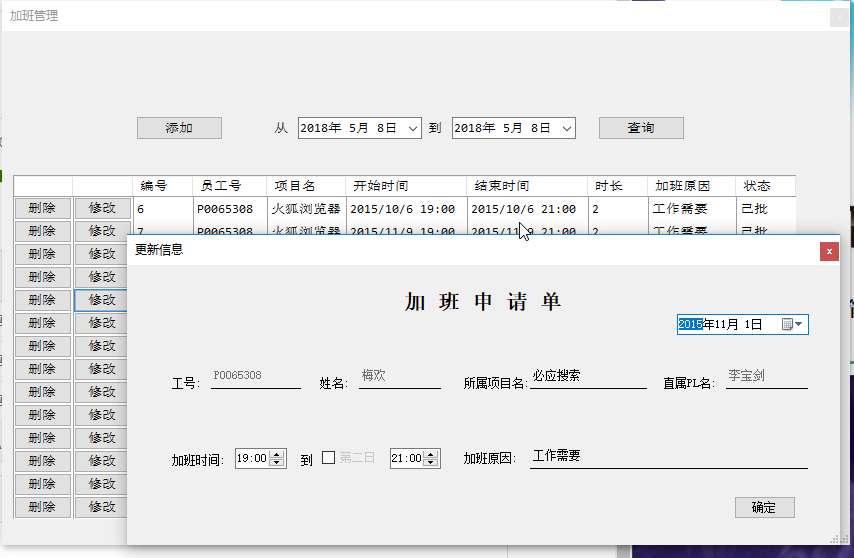 加班管理
添加 从 2018年 5月 8日 到 2018年 5月 8日 查询
编号 员工号 项目名 开始时间 结束时间 时长 加班原因 状态
删除 修改 6 P0065308 火狐浏览器 2015/10/6 19:00 2015/10/6 21:00 2 工作需要 已批
删除 修改 7 P0065308 火狐浏览器 2015/11/9 19:00 2015/11/9 21:00 2 工作需要 已批
删除 修改
删除 修改
删除 修改
删除 修改
删除 修改
删除 修改
删除 修改
删除 修改
删除 修改
删除 修改
删除 修改
删除 修改
更新信息 x
加 班 申 请 单
2015年11月 1日
工号: P0065308 姓名: 梅欢 所属项目名: 必应搜索 直属PL名: 李宝剑
加班时间: 19:00 到 第二日 21:00 加班原因: 工作需要
确定